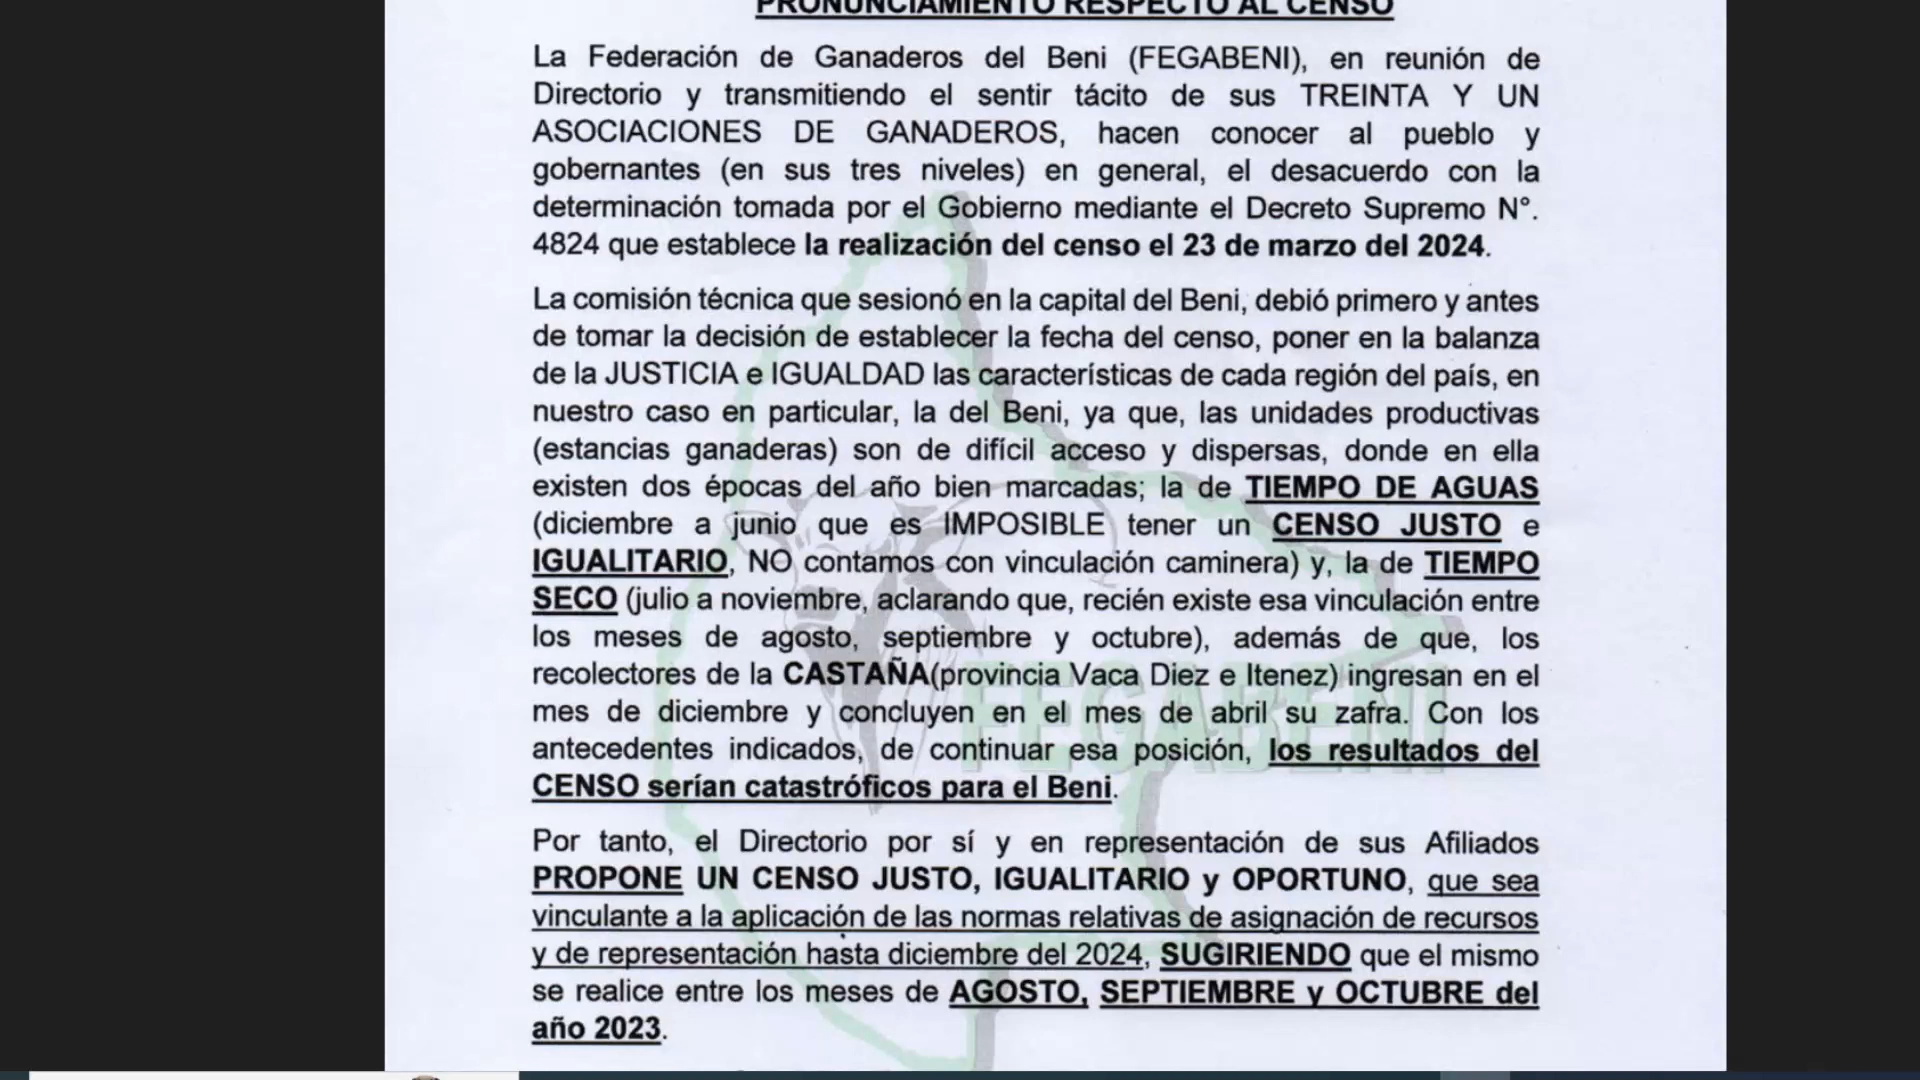 PRONUNCIAMIENTO RESPECTO AL CENSO
La Federación de Ganaderos del Beni (FEGABENI), en reunión de
Directorio y transmitiendo el sentir tácito de sus TREINTA Y UN
ASOCIACIONES DE GANADEROS, hacen conocer al pueblo y
gobernantes (en sus tres niveles) en general, el desacuerdo con la
determinación tomada por el Gobierno mediante el Decreto Supremo N°.
4824 que establece la realización del censo el 23 de marzo del 2024.
La comisión técnica que sesionó en la capital del Beni, debió primero y antes
de tomar la decisión de establecer la fecha del censo, poner en la balanza
de la JUSTICIA e IGUALDAD las características de cada región del país, en
nuestro caso en particular, la del Beni, ya que, las unidades productivas
(estancias ganaderas) son de difícil acceso y dispersas, donde en ella
existen dos épocas del año bien marcadas; la de TIEMPO DE AGUAS
(diciembre a junio que es IMPOSIBLE tener un CENSO JUSTO e
IGUALITARIO, NO contamos con vinculación caminera) y, la de TIEMPO
SECO (julio a noviembre, aclarando que, recién existe esa vinculación entre
los meses de agosto, septiembre y octubre), además de que, los
recolectores de la CASTAÑA(provincia Vaca Diez e Itenez) ingresan en el
mes de diciembre y concluyen en el mes de abril su zafra. Con los
antecedentes indicados, de continuar esa posición, los resultados del
CENSO serían catastróficos para el Beni.
FEGABENI
Por tanto, el Directorio por sí y en representación de sus Afiliados
PROPONE UN CENSO JUSTO, IGUALITARIO y OPORTUNO, que sea
vinculante a la aplicación de las normas relativas de asignación de recursos
y de representación hasta diciembre del 2024, SUGIRIENDO que el mismo
se realice entre los meses de AGOSTO, SEPTIEMBRE y OCTUBRE del
año 2023.